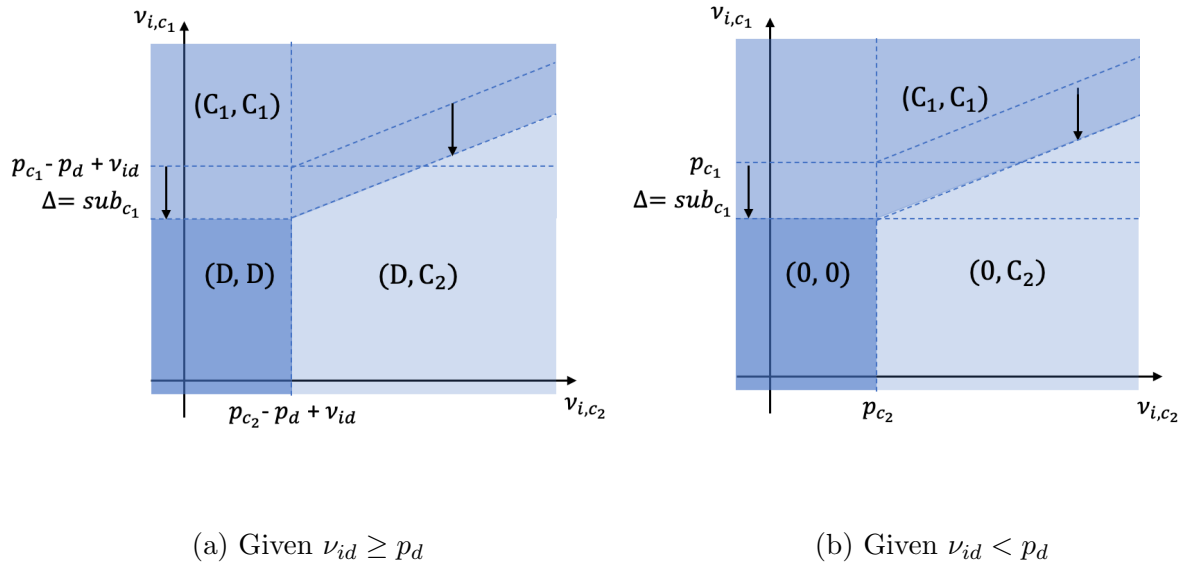 ν_{i,c_1}
(C_1, C_1)
p_{c_1} - p_d + ν_{id}
Δ= sub_{c_1}
(D, D)
(D, C_2)
p_{c_2} - p_d + ν_{id}
ν_{i,c_2}
(a) Given ν_{id} ≥ p_d
ν_{i,c_1}
(C_1, C_1)
p_{c_1}
Δ= sub_{c_1}
(0, 0)
(0, C_2)
p_{c_2}
ν_{i,c_2}
(b) Given ν_{id} < p_d